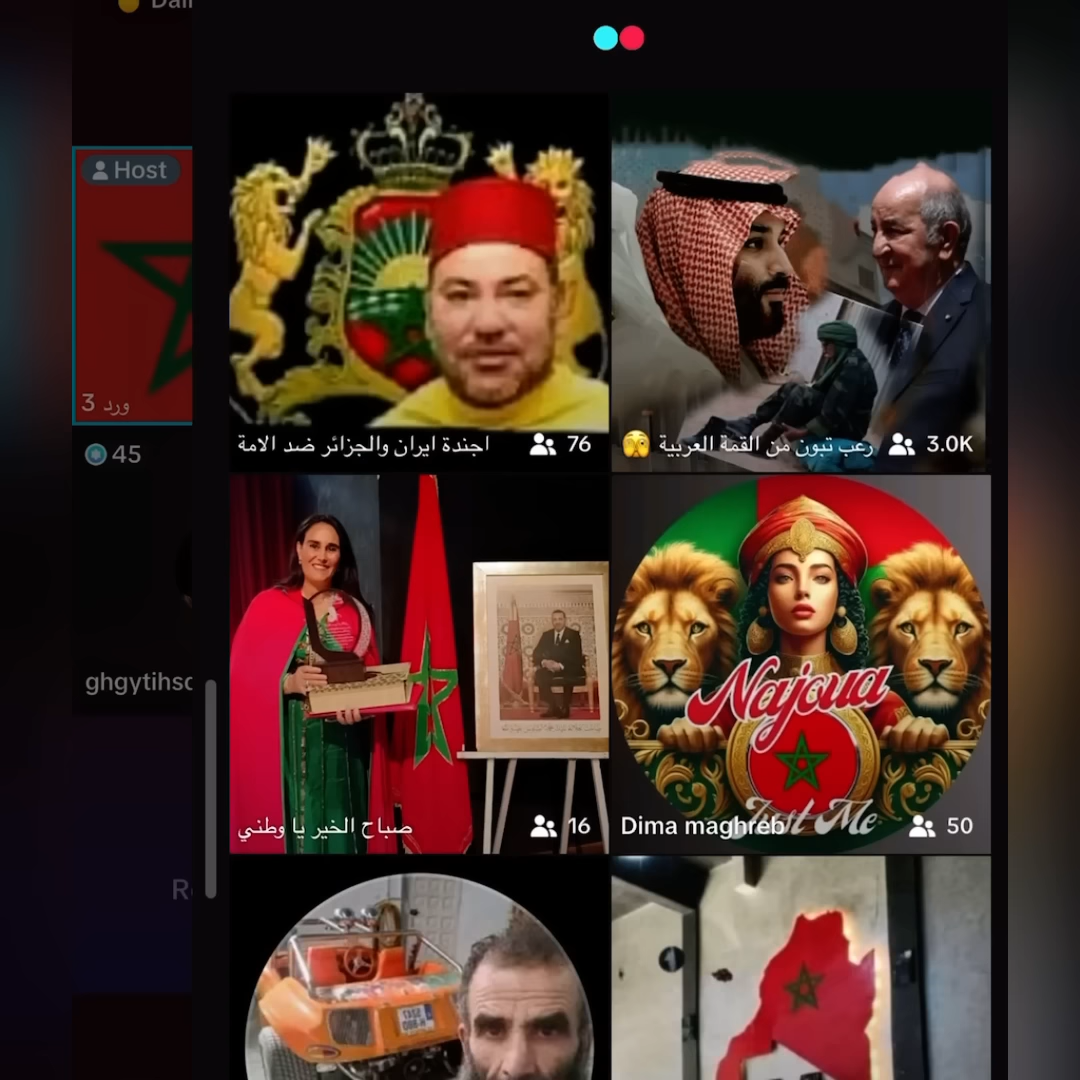 Host
ورد 3
45
ghgytihsc
اجندة ايران والجزائر ضد الامة
76
رعب تبون من القمة العربية 🫣
3.0K
صباح الخير يا وطني
16
Najoua
Just Me
Dima maghreb
50